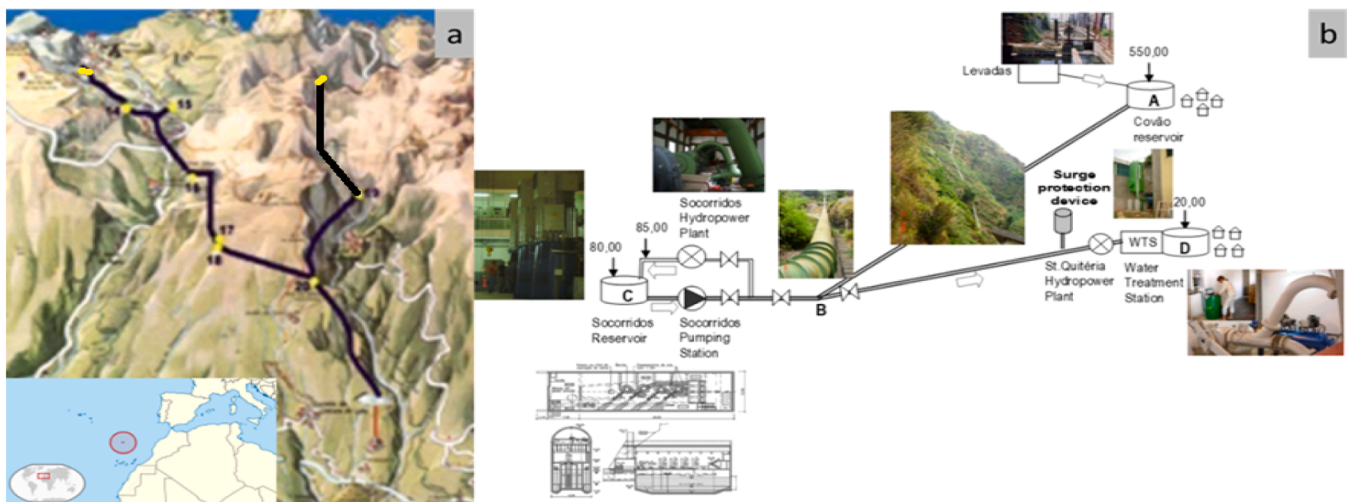 a
14
15
16
17
18
19
20
b
Levadas
550,00
A
Covão
reservoir
Socorridos
Hydropower
Plant
Surge
protection
device
20,00
WTS
D
St.Quitéria
Hydropower
Plant
Water
Treatment
Station
80,00
85,00
C
B
Socorridos
Reservoir
Socorridos
Pumping
Station